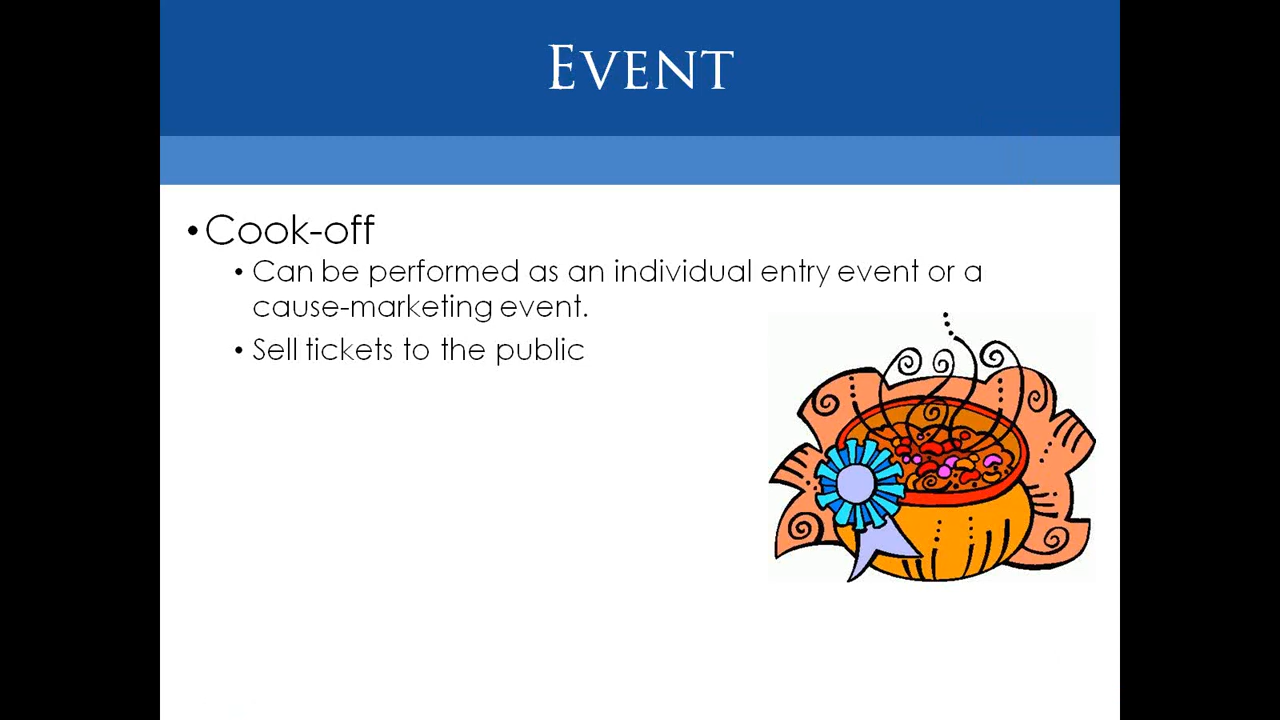 EVENT
• Cook-off
• Can be performed as an individual entry event or a
cause-marketing event.
• Sell tickets to the public